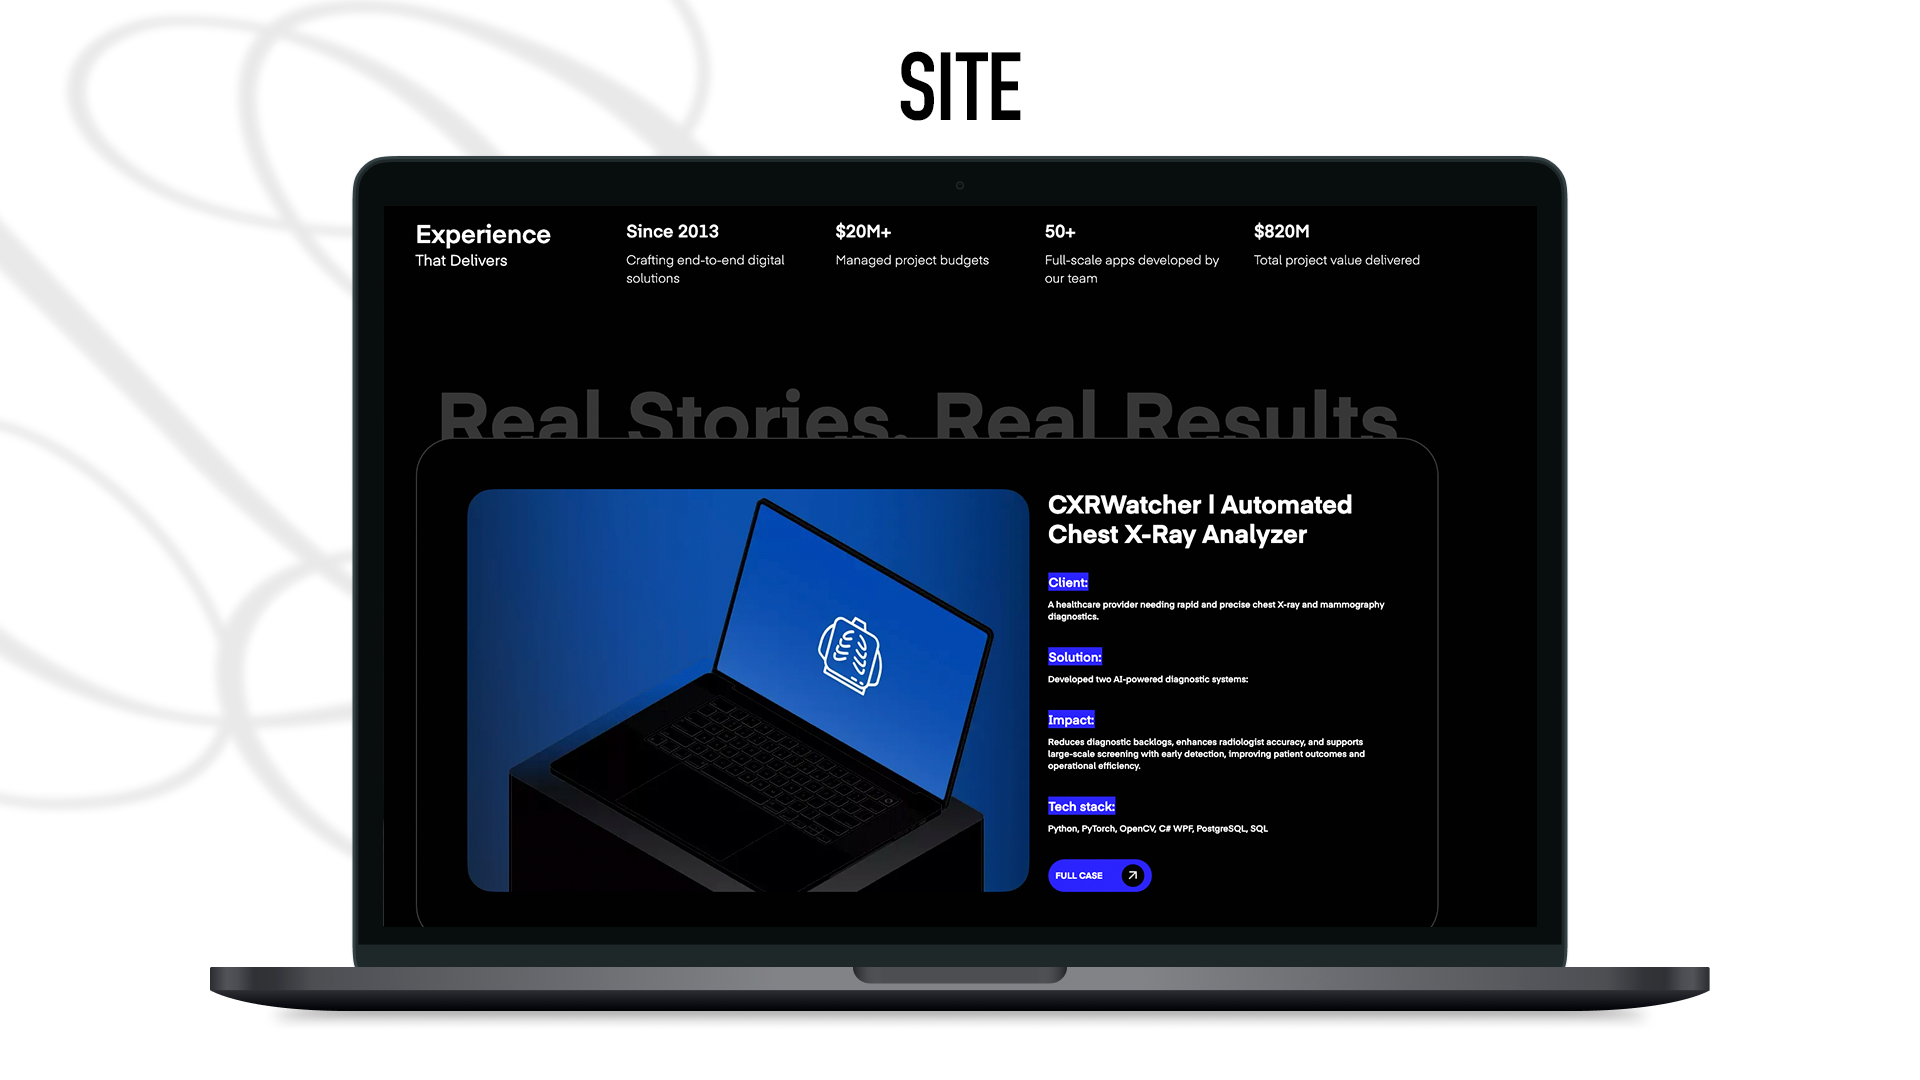 SITE
Experience
That Delivers
Since 2013
Crafting end-to-end digital
solutions
$20M+
Managed project budgets
50+
Full-scale apps developed by
our team
$820M
Total project value delivered
Real Stories. Real Results
CXRWatcher | Automated
Chest X-Ray Analyzer
Client:
A healthcare provider needing rapid and precise chest X-ray and mammography
diagnostics.
Solution:
Developed two AI-powered diagnostic systems:
Impact:
Reduces diagnostic backlogs, enhances radiologist accuracy, and supports
large-scale screening with early detection, improving patient outcomes and
operational efficiency.
Tech stack:
Python, PyTorch, OpenCV, C# WPF, PostgreSQL, SQL
FULL CASE